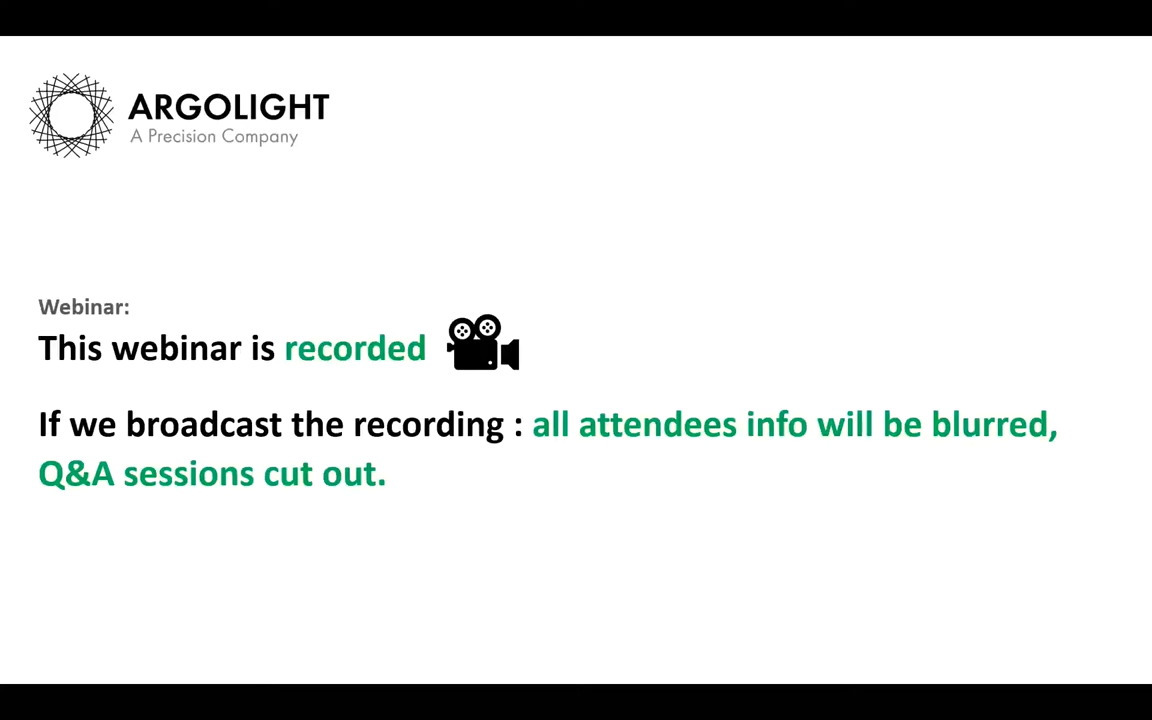 ARGOLIGHT
A Precision Company
Webinar:
This webinar is recorded
If we broadcast the recording : all attendees info will be blurred,
Q&A sessions cut out.